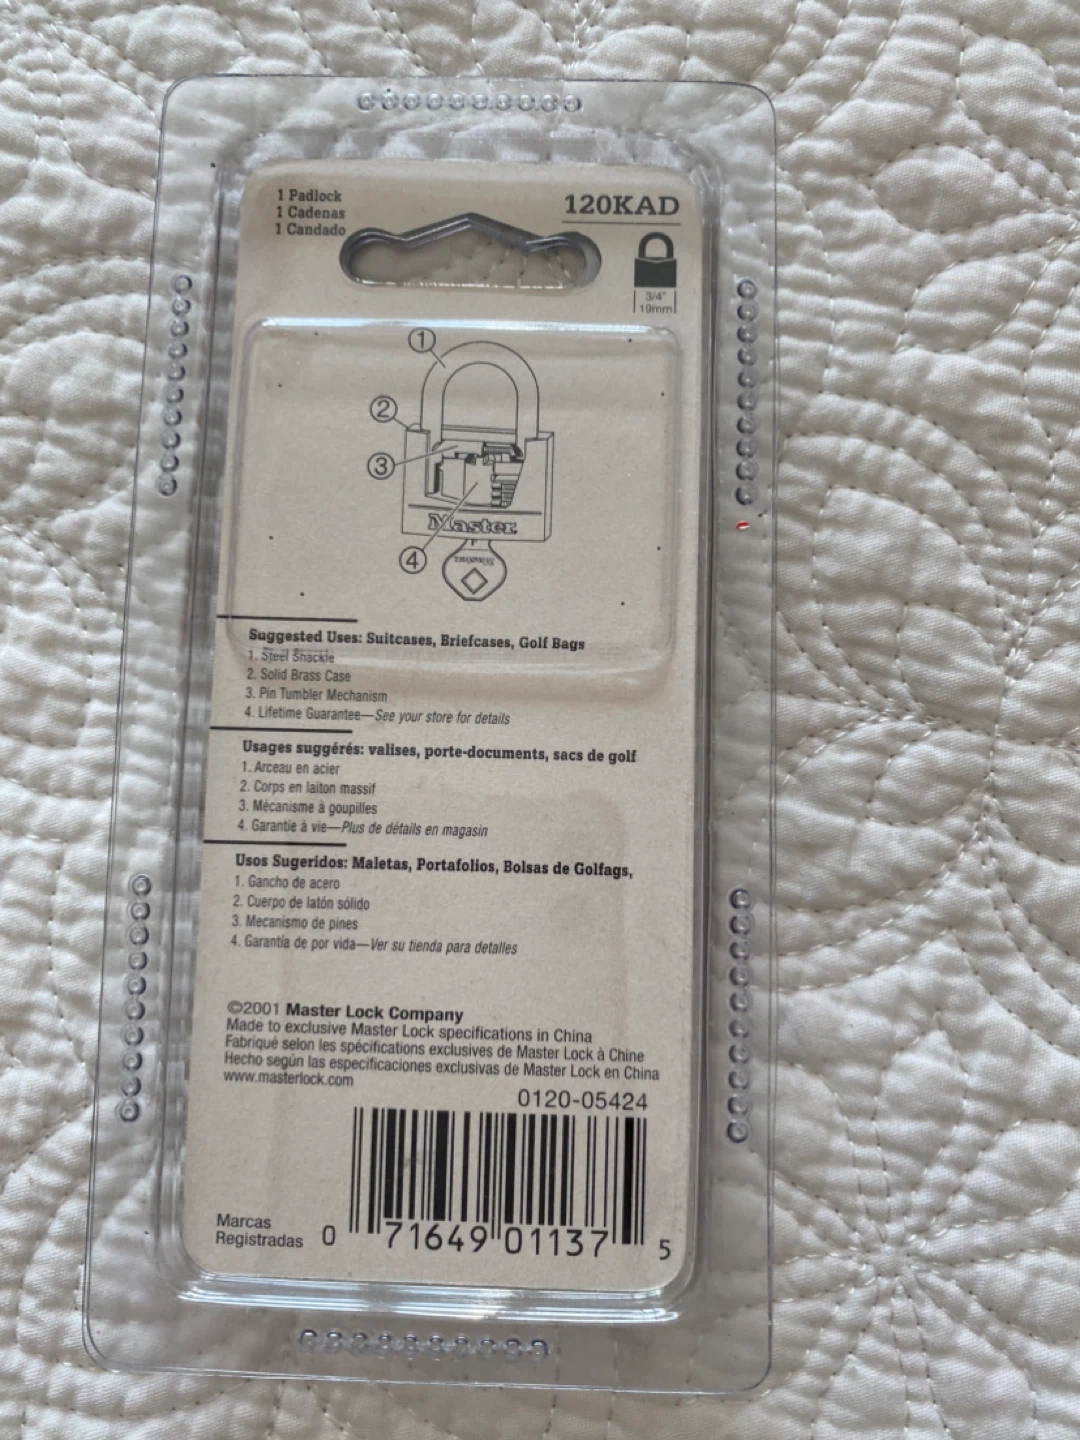 1 Padlock
1 Cadenas
1 Candado
120KAD
3/4"
19mm
1
2
3
4
Master
Master
Suggested Uses: Suitcases, Briefcases, Golf Bags
1. Steel Shackle
2. Solid Brass Case
3. Pin Tumbler Mechanism
4. Lifetime Guarantee—See your store for details
Usages suggérés: valises, porte-documents, sacs de golf
1. Arceau en acier
2. Corps en laiton massif
3. Mécanisme à goupilles
4. Garantie à vie—Plus de détails en magasin
Usos Sugeridos: Maletas, Portafolios, Bolsas de Golfags,
1. Gancho de acero
2. Cuerpo de latón sólido
3. Mecanismo de pines
4. Garantía de por vida—Ver su tienda para detalles
©2001 Master Lock Company
Made to exclusive Master Lock specifications in China
Fabriqué selon les spécifications exclusives de Master Lock à Chine
Hecho según las especificaciones exclusivas de Master Lock en China
www.masterlock.com
0120-05424
Marcas
Registradas
0 71649 01137 5